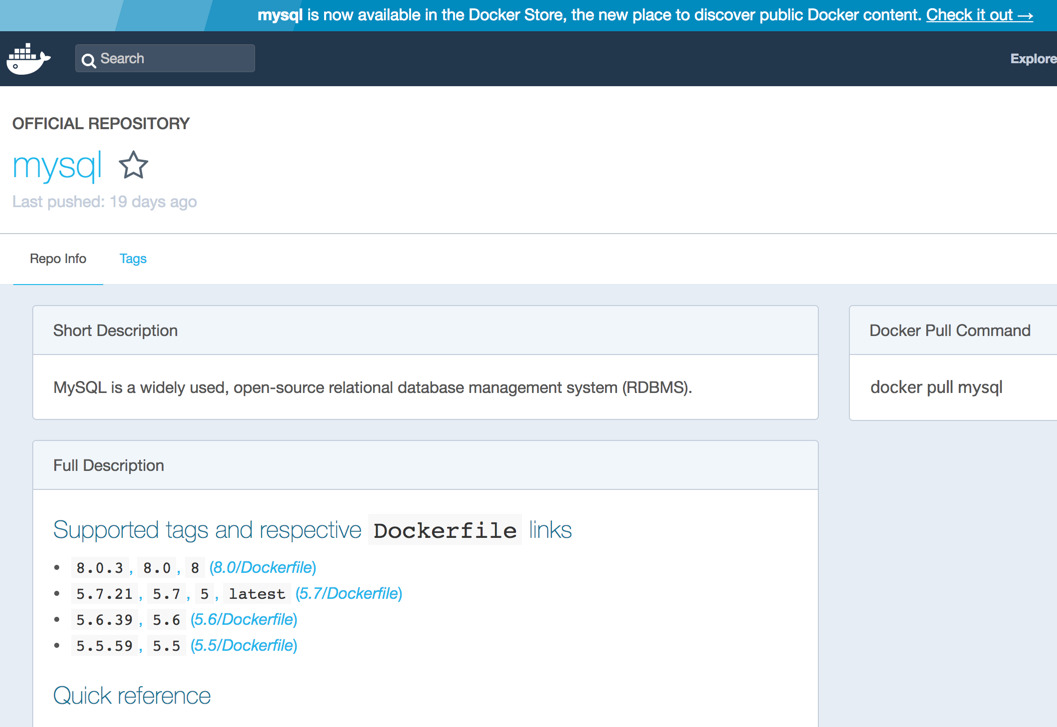 mysql is now available in the Docker Store, the new place to discover public Docker content. Check it out →
Search
Explore
OFFICIAL REPOSITORY
mysql
Last pushed: 19 days ago
Repo Info
Tags
Short Description
MySQL is a widely used, open-source relational database management system (RDBMS).
Docker Pull Command
docker pull mysql
Full Description
Supported tags and respective Dockerfile links
• 8.0.3, 8.0, 8 (8.0/Dockerfile)
• 5.7.21, 5.7, 5, latest (5.7/Dockerfile)
• 5.6.39, 5.6 (5.6/Dockerfile)
• 5.5.59, 5.5 (5.5/Dockerfile)
Quick reference